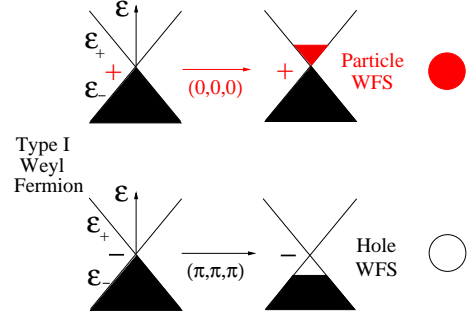 ε
ε₊
+
ε₋
(0,0,0)
+
Particle
WFS
Type I
Weyl
Fermion
ε
ε₊
−
ε₋
(π,π,π)
−
Hole
WFS